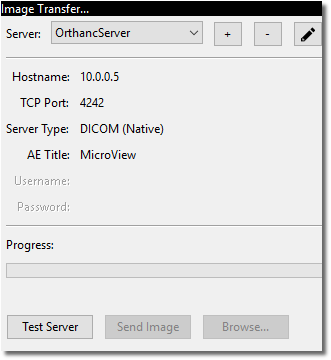 Image Transfer...
Server: OrthancServer + -
Hostname: 10.0.0.5
TCP Port: 4242
Server Type: DICOM (Native)
AE Title: MicroView
Username:
Password:
Progress:
Test Server Send Image Browse...